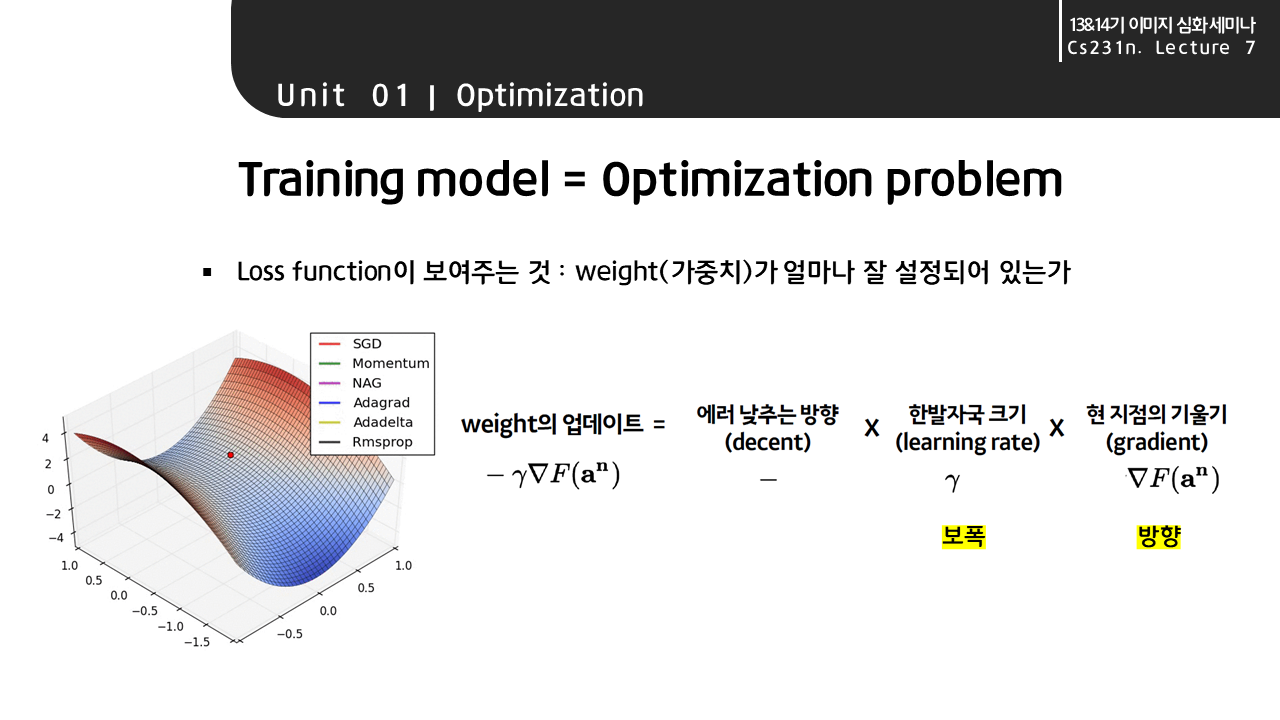 13&14기 이미지 심화세미나
Cs231n. Lecture 7
Unit 01 | Optimization
Training model = Optimization problem
▪ Loss function이 보여주는 것 : weight(가중치)가 얼마나 잘 설정되어 있는가
SGD
Momentum
NAG
Adagrad
Adadelta
Rmsprop
4
2
0
−2
−4
1.0
0.5
0.0
−0.5
−1.0
−1.5
−0.5
0.0
0.5
1.0
weight의 업데이트 = 에러 낮추는 방향 (decent) X 한발자국 크기 (learning rate) X 현 지점의 기울기 (gradient)
− γ∇F(aⁿ) − γ ∇F(aⁿ)
보폭 방향